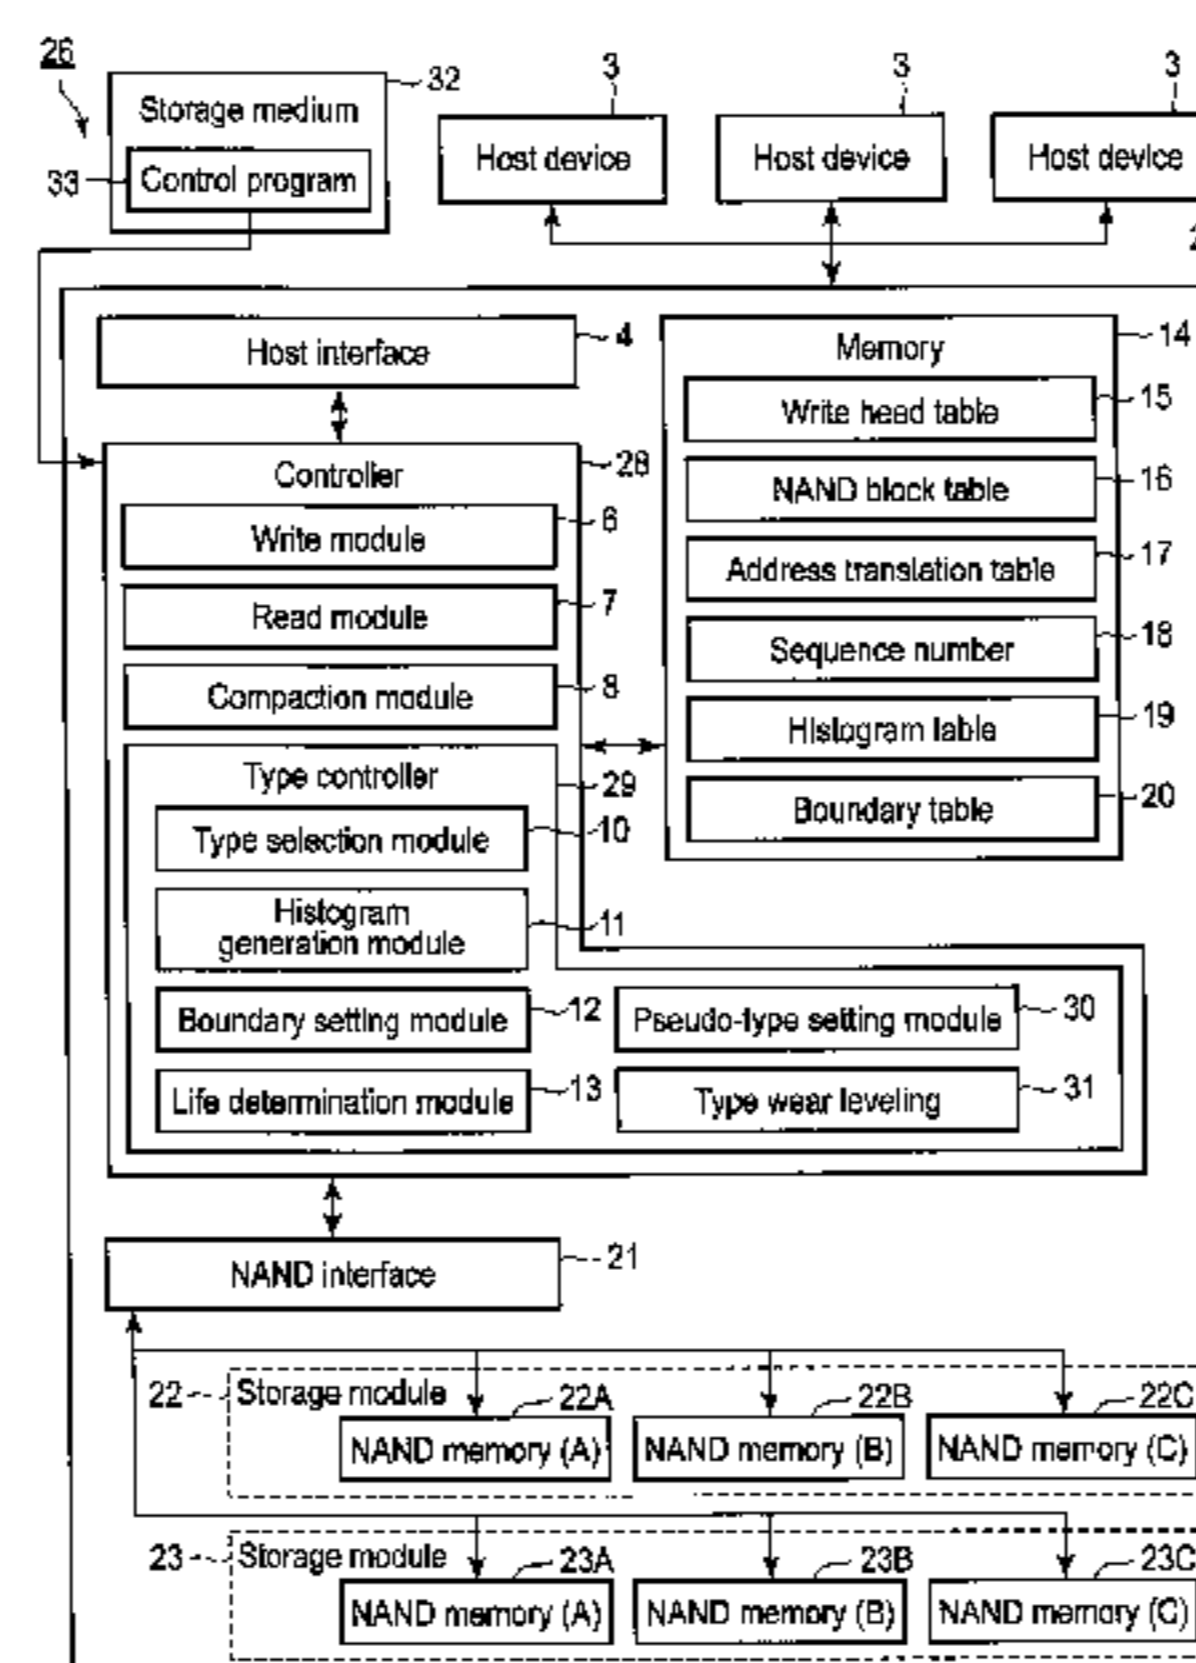 26
32
Storage medium
33
Control program
3
Host device
3
Host device
3
Host device
Host interface
4
Memory
14
Write head table
15
NAND block table
16
Address translation table
17
Sequence number
18
Histogram table
19
Boundary table
20
Controller
28
Write module
6
Read module
7
Compaction module
8
Type controller
29
Type selection module
10
Histogram
generation module
11
Boundary setting module
12
Pseudo-type setting module
30
Life determination module
13
Type wear leveling
31
NAND interface
21
22
Storage module
22A
NAND memory (A)
22B
NAND memory (B)
22C
NAND memory (C)
23
Storage module
23A
NAND memory (A)
23B
NAND memory (B)
23C
NAND memory (C)